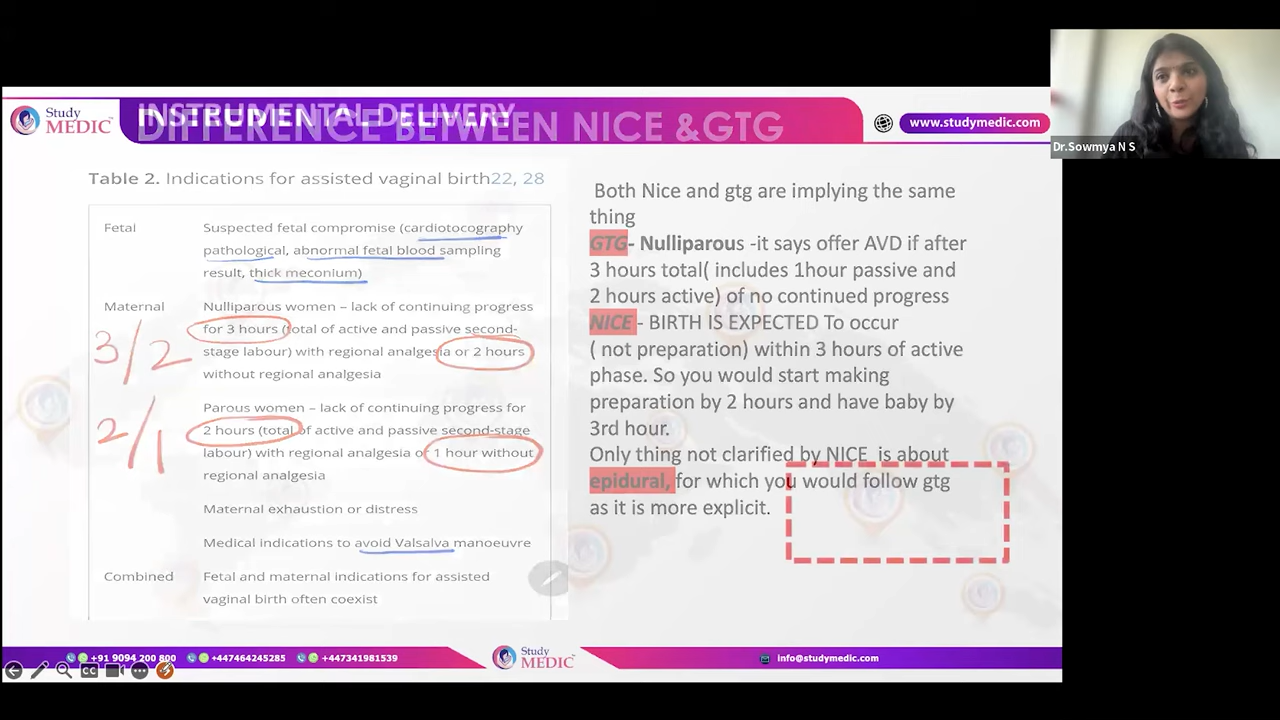 Study
MEDIC
INSTRUMENTAL DELIVERY
DIFFERENCE BETWEEN NICE &GTG
www.studymedic.com
Dr.Sowmya N S
Table 2. Indications for assisted vaginal birth22, 28
Fetal
Suspected fetal compromise (cardiotocography
pathological, abnormal fetal blood sampling
result, thick meconium)
Maternal
Nulliparous women – lack of continuing progress
for 3 hours (total of active and passive second-
stage labour) with regional analgesia or 2 hours
without regional analgesia
3/2
Parous women – lack of continuing progress for
2 hours (total of active and passive second-stage
labour) with regional analgesia or 1 hour without
regional analgesia
2/1
Maternal exhaustion or distress
Medical indications to avoid Valsalva manoeuvre
Combined
Fetal and maternal indications for assisted
vaginal birth often coexist
Both Nice and gtg are implying the same
thing
GTG- Nulliparous -it says offer AVD if after
3 hours total( includes 1hour passive and
2 hours active) of no continued progress
NICE - BIRTH IS EXPECTED To occur
( not preparation) within 3 hours of active
phase. So you would start making
preparation by 2 hours and have baby by
3rd hour.
Only thing not clarified by NICE is about
epidural, for which you would follow gtg
as it is more explicit.
+91 9094 200 800
+447464245285
+447341981539
Study
MEDIC
info@studymedic.com
CC